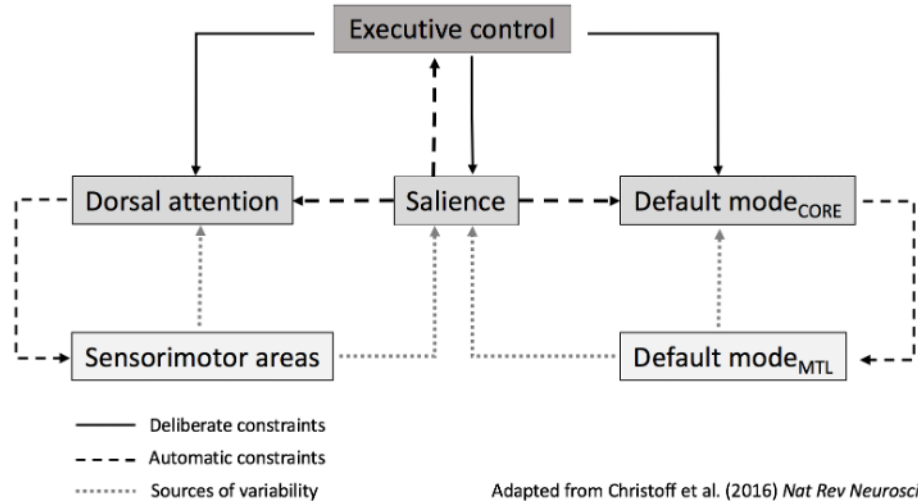 Executive control
Dorsal attention
Salience
Default modeCORE
Sensorimotor areas
Default modeMTL
Deliberate constraints
Automatic constraints
Sources of variability
Adapted from Christoff et al. (2016) Nat Rev Neurosci